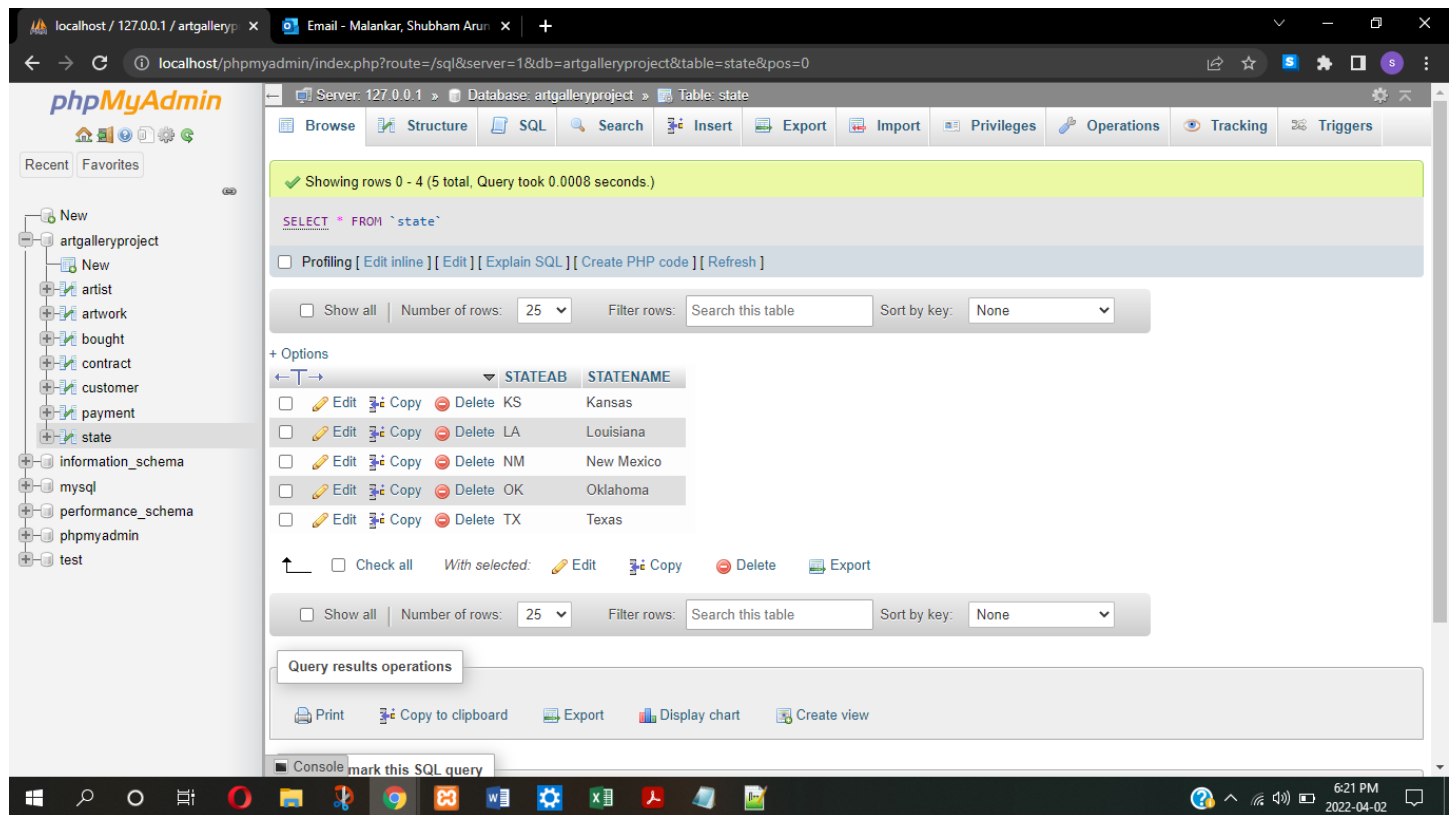 localhost / 127.0.0.1 / artgalleryp
Email - Malankar, Shubham Arun
localhost/phpmyadmin/index.php?route=/sql&server=1&db=artgalleryproject&table=state&pos=0
S
s
phpMyAdmin
Recent Favorites
New
artgalleryproject
New
artist
artwork
bought
contract
customer
payment
state
information_schema
mysql
performance_schema
phpmyadmin
test
Server: 127.0.0.1 » Database: artgalleryproject » Table: state
Browse Structure SQL Search Insert Export Import Privileges Operations Tracking Triggers
Showing rows 0 - 4 (5 total, Query took 0.0008 seconds.)
SELECT * FROM `state`
Profiling [ Edit inline ] [ Edit ] [ Explain SQL ] [ Create PHP code ] [ Refresh ]
Show all | Number of rows: 25 Filter rows: Search this table Sort by key: None
+ Options
←T→ STATEAB STATENAME
Edit Copy Delete KS Kansas
Edit Copy Delete LA Louisiana
Edit Copy Delete NM New Mexico
Edit Copy Delete OK Oklahoma
Edit Copy Delete TX Texas
Check all With selected: Edit Copy Delete Export
Show all | Number of rows: 25 Filter rows: Search this table Sort by key: None
Query results operations
Print Copy to clipboard Export Display chart Create view
Console mark this SQL query
6:21 PM
2022-04-02